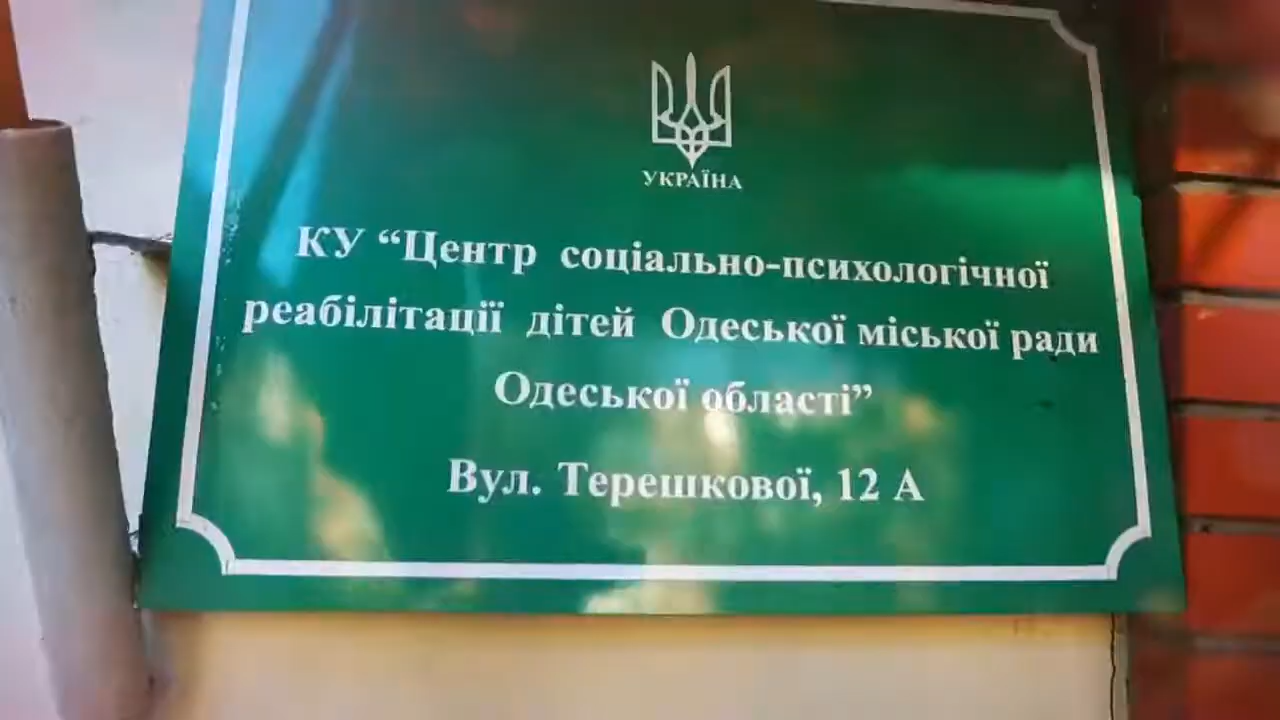 УКРАЇНА
КУ “Центр соціально-психологічної
реабілітації дітей Одеської міської ради
Одеської області”
Вул. Терешкової, 12 А